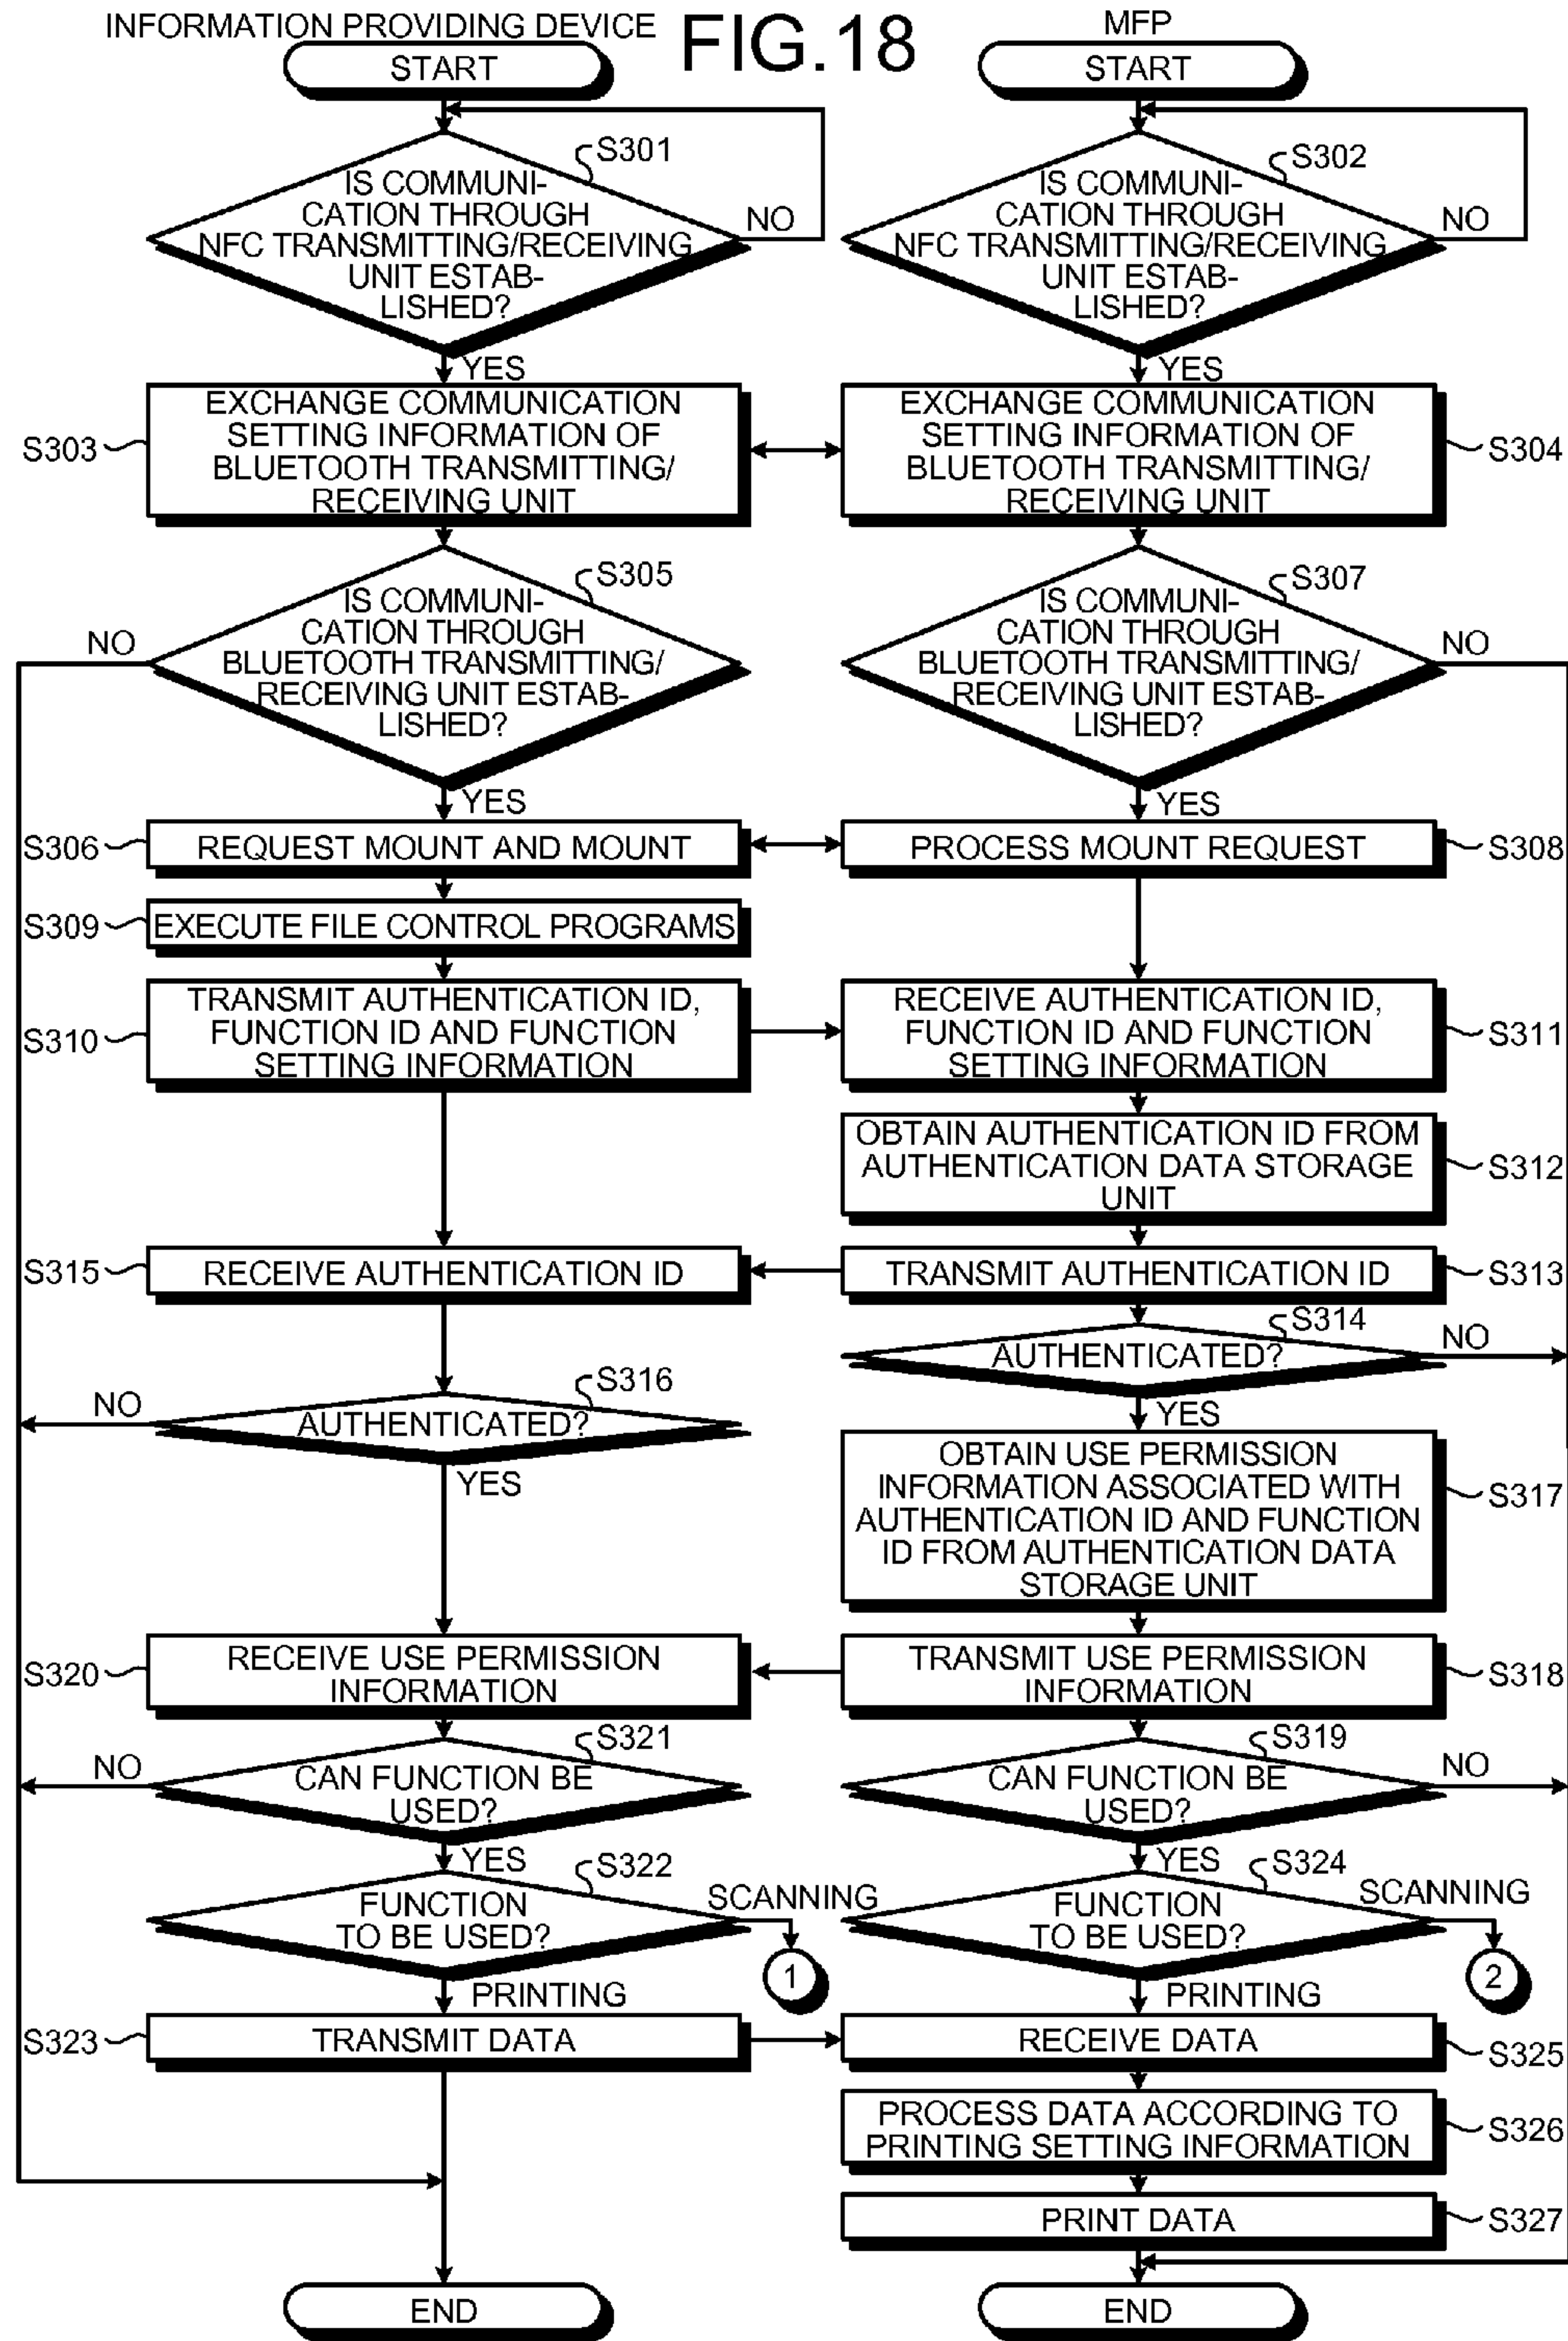 INFORMATION PROVIDING DEVICE
FIG.18
MFP
START
START
S301
IS COMMUNI-
CATION THROUGH
NFC TRANSMITTING/RECEIVING
UNIT ESTAB-
LISHED?
NO
S302
IS COMMUNI-
CATION THROUGH
NFC TRANSMITTING/RECEIVING
UNIT ESTAB-
LISHED?
NO
YES
YES
S303
EXCHANGE COMMUNICATION
SETTING INFORMATION OF
BLUETOOTH TRANSMITTING/
RECEIVING UNIT
EXCHANGE COMMUNICATION
SETTING INFORMATION OF
BLUETOOTH TRANSMITTING/
RECEIVING UNIT
S304
S305
NO
IS COMMUNI-
CATION THROUGH
BLUETOOTH TRANSMITTING/
RECEIVING UNIT ESTAB-
LISHED?
S307
IS COMMUNI-
CATION THROUGH
BLUETOOTH TRANSMITTING/
RECEIVING UNIT ESTAB-
LISHED?
NO
YES
YES
S306
REQUEST MOUNT AND MOUNT
PROCESS MOUNT REQUEST
S308
S309
EXECUTE FILE CONTROL PROGRAMS
S310
TRANSMIT AUTHENTICATION ID,
FUNCTION ID AND FUNCTION
SETTING INFORMATION
RECEIVE AUTHENTICATION ID,
FUNCTION ID AND FUNCTION
SETTING INFORMATION
S311
OBTAIN AUTHENTICATION ID FROM
AUTHENTICATION DATA STORAGE
UNIT
S312
S315
RECEIVE AUTHENTICATION ID
TRANSMIT AUTHENTICATION ID
S313
S314
AUTHENTICATED?
NO
S316
NO
AUTHENTICATED?
YES
YES
OBTAIN USE PERMISSION
INFORMATION ASSOCIATED WITH
AUTHENTICATION ID AND FUNCTION
ID FROM AUTHENTICATION DATA
STORAGE UNIT
S317
S320
RECEIVE USE PERMISSION
INFORMATION
TRANSMIT USE PERMISSION
INFORMATION
S318
S321
NO
CAN FUNCTION BE
USED?
S319
CAN FUNCTION BE
USED?
NO
YES
YES
S322
FUNCTION
TO BE USED?
SCANNING
1
S324
FUNCTION
TO BE USED?
SCANNING
2
PRINTING
PRINTING
S323
TRANSMIT DATA
RECEIVE DATA
S325
PROCESS DATA ACCORDING TO
PRINTING SETTING INFORMATION
S326
PRINT DATA
S327
END
END